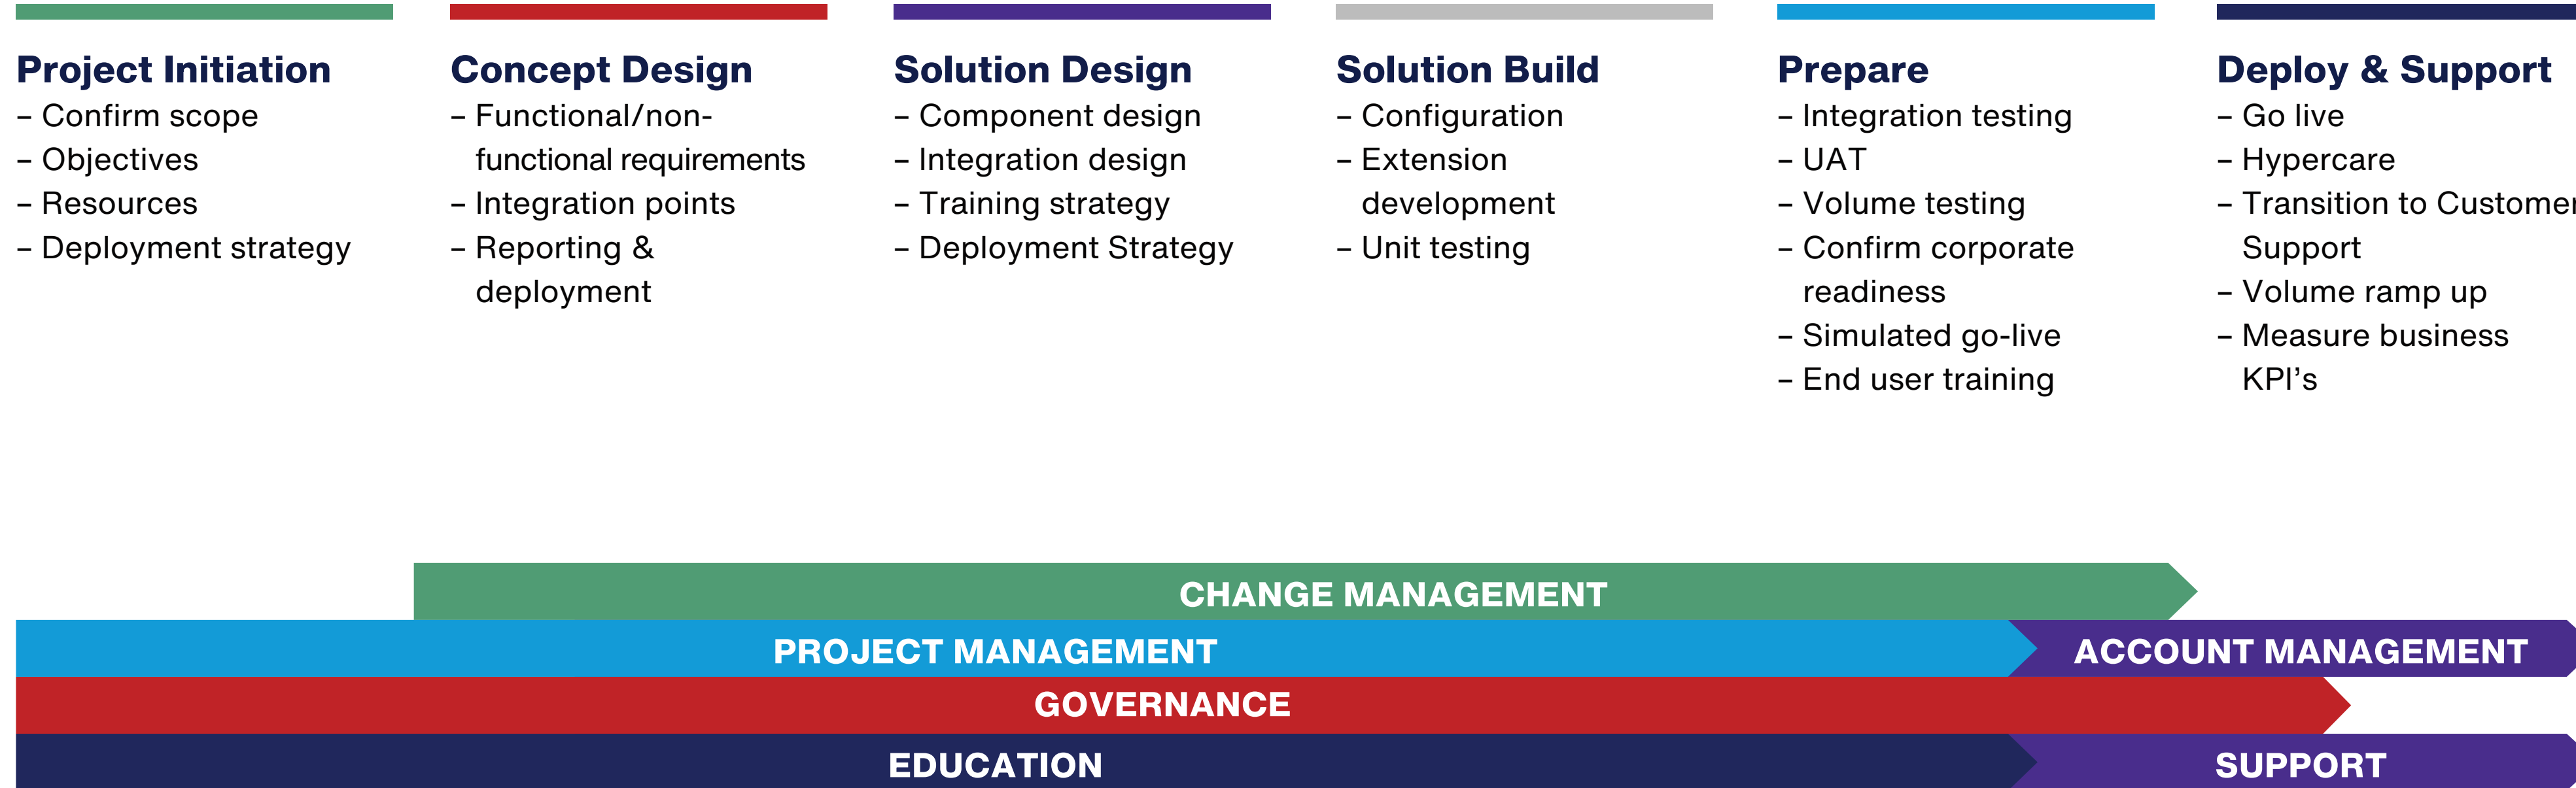 Project Initiation
– Confirm scope
– Objectives
– Resources
– Deployment strategy
Concept Design
– Functional/non-
functional requirements
– Integration points
– Reporting &
deployment
Solution Design
– Component design
– Integration design
– Training strategy
– Deployment Strategy
Solution Build
– Configuration
– Extension
development
– Unit testing
Prepare
– Integration testing
– UAT
– Volume testing
– Confirm corporate
readiness
– Simulated go-live
– End user training
Deploy & Support
– Go live
– Hypercare
– Transition to Customer
Support
– Volume ramp up
– Measure business
KPI’s
CHANGE MANAGEMENT
PROJECT MANAGEMENT
ACCOUNT MANAGEMENT
GOVERNANCE
EDUCATION
SUPPORT